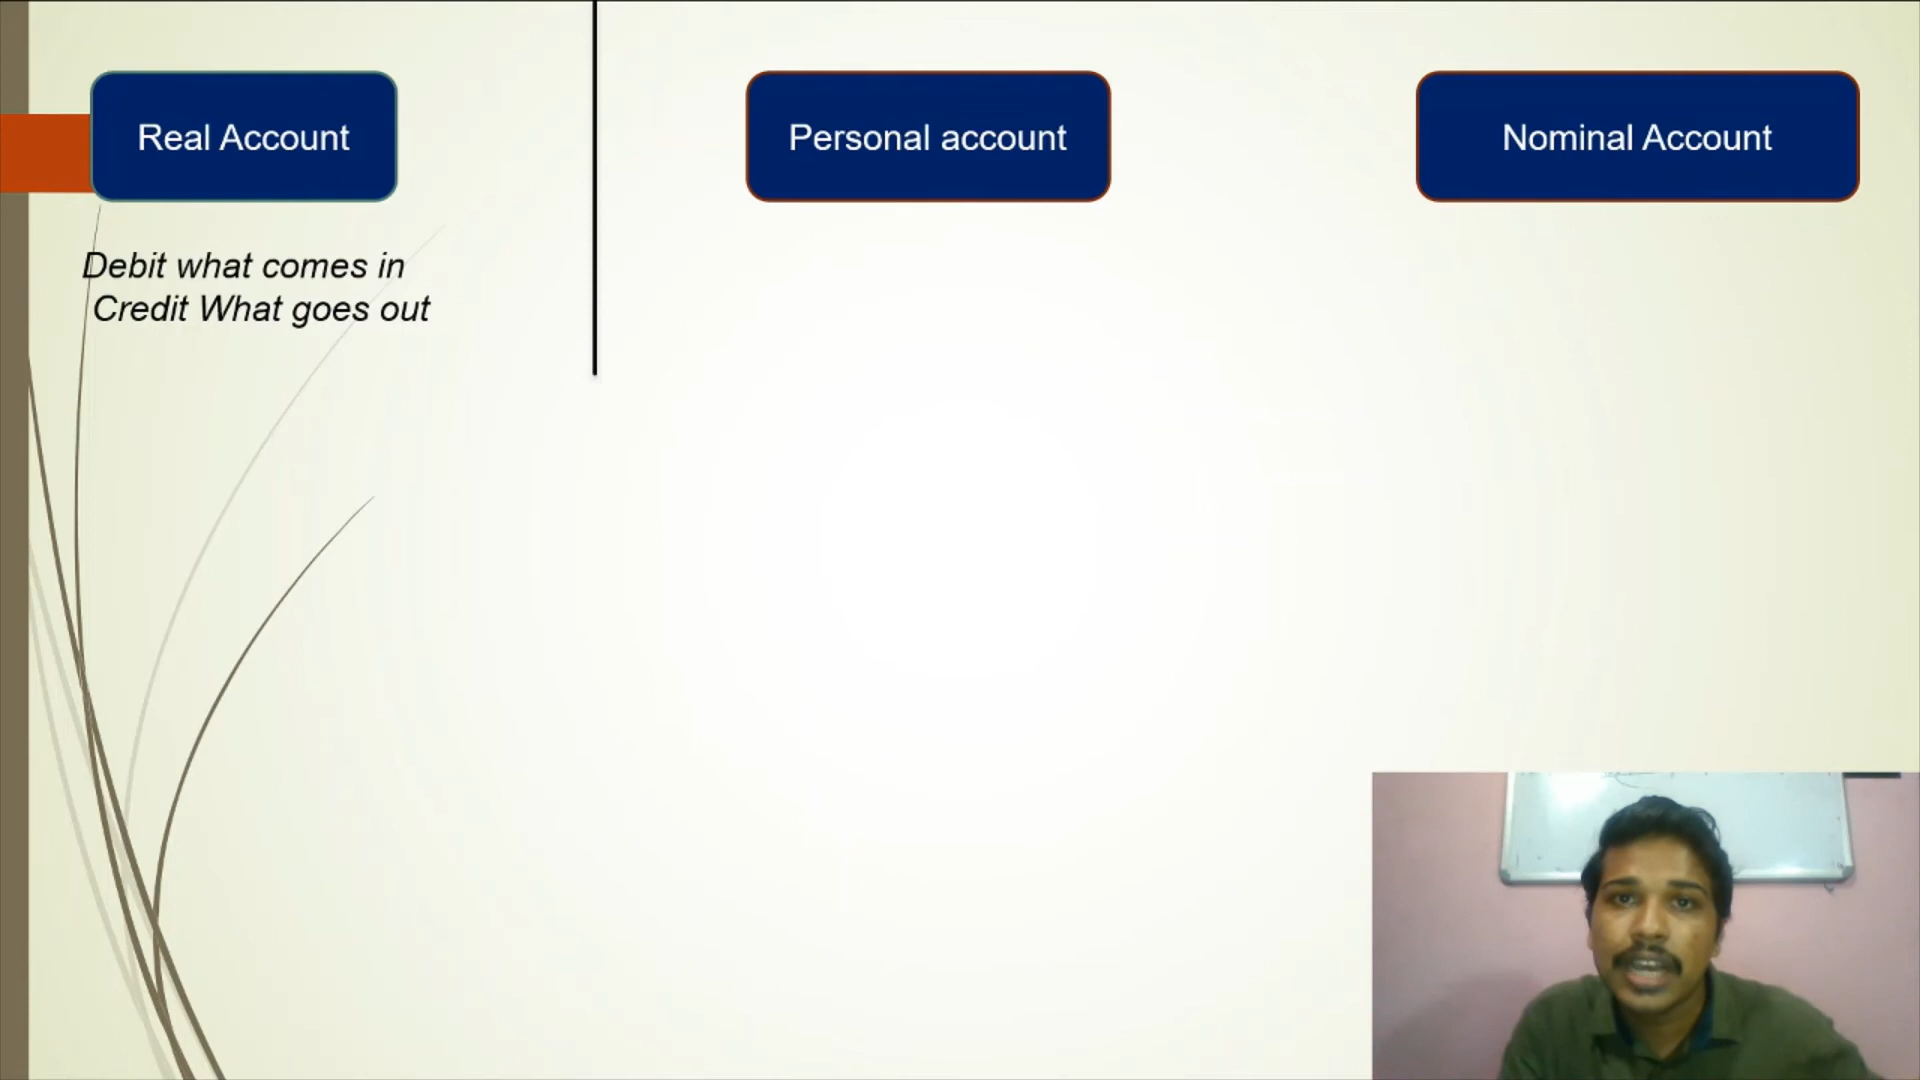 Real Account
Personal account
Nominal Account
Debit what comes in
Credit What goes out